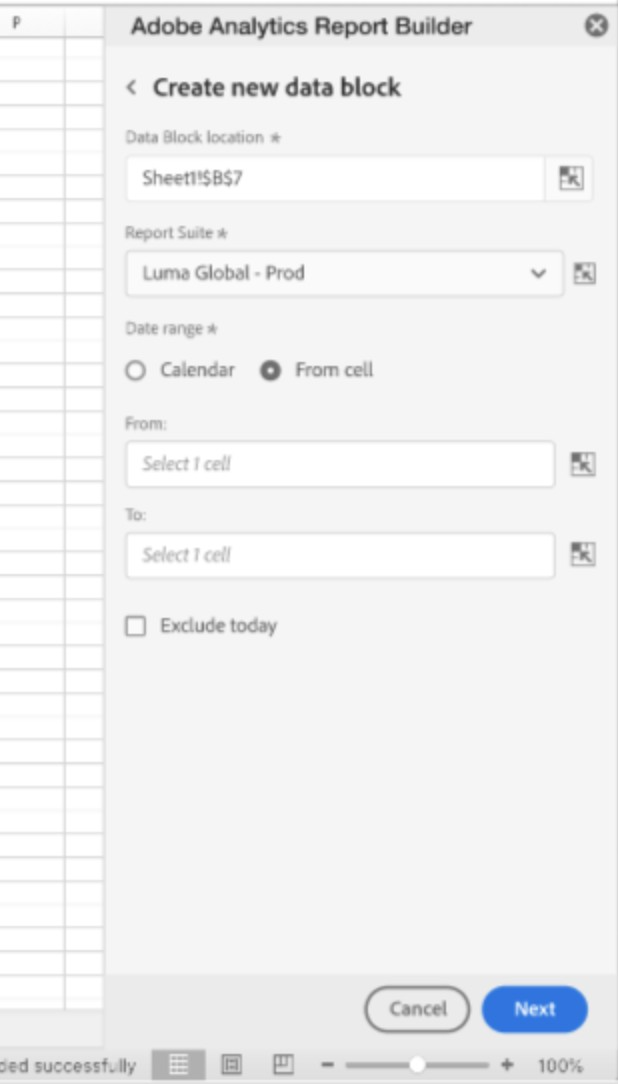 P
Adobe Analytics Report Builder
Create new data block
Data Block location *
Sheet1!$B$7
Report Suite *
Luma Global - Prod
Date range *
Calendar From cell
From:
Select 1 cell
To:
Select 1 cell
Exclude today
Cancel Next
ded successfully 100%